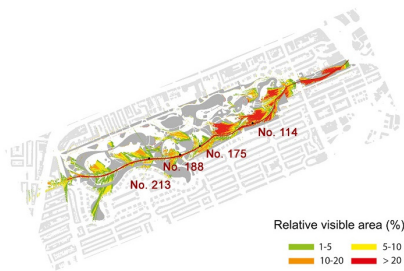 No. 114
No. 175
No. 188
No. 213
Relative visible area (%)
1-5 5-10
10-20 > 20